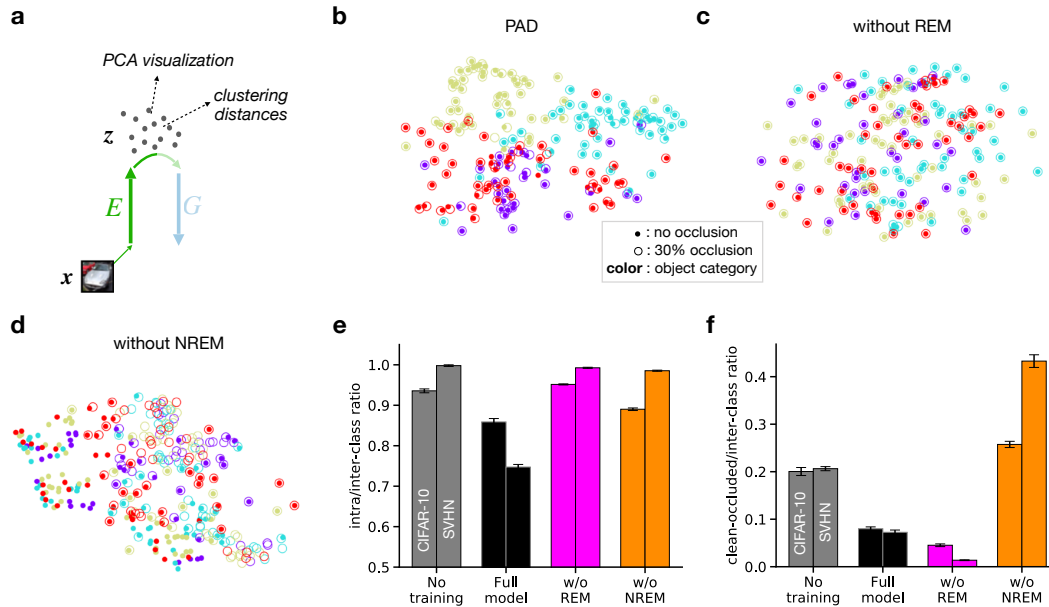 a
PCA visualization
clustering
distances
z
E
G
x
b
PAD
c
without REM
● : no occlusion
○ : 30% occlusion
color : object category
d
without NREM
e
intra/inter-class ratio
1.0
0.9
0.8
0.7
0.6
0.5
CIFAR-10
SVHN
No
training
Full
model
w/o
REM
w/o
NREM
f
clean-occluded/inter-class ratio
0.4
0.3
0.2
0.1
0.0
CIFAR-10
SVHN
No
training
Full
model
w/o
REM
w/o
NREM